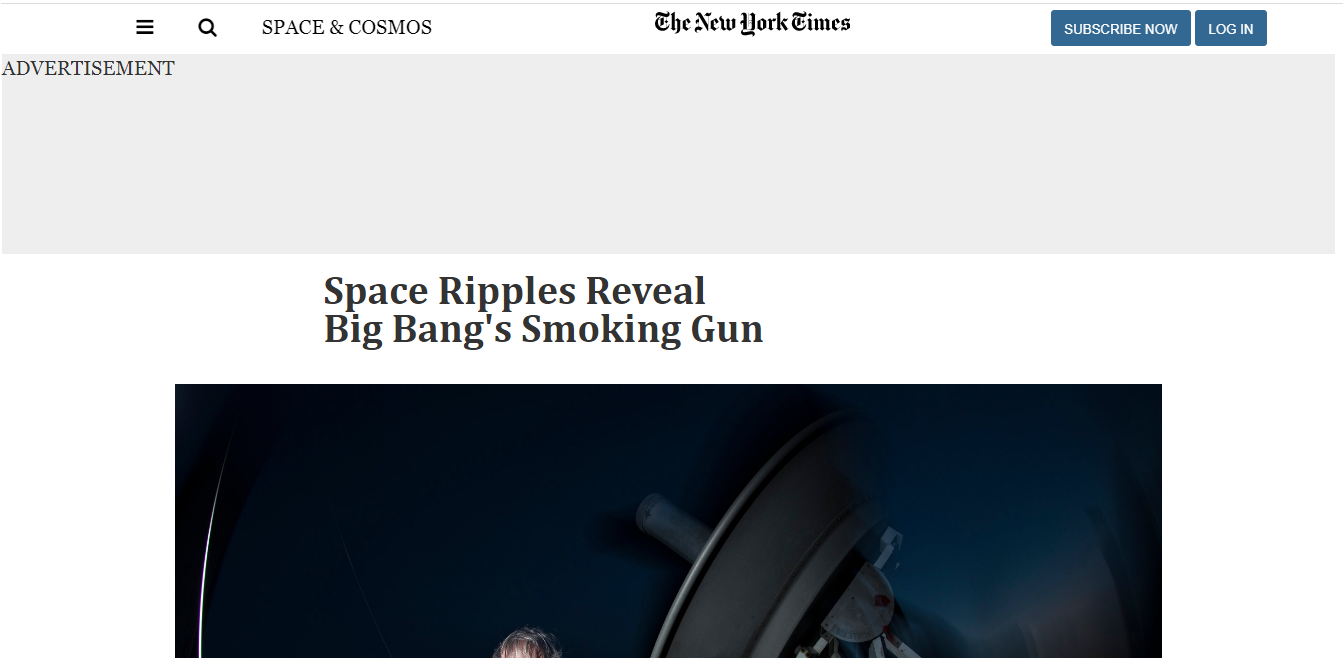 SPACE & COSMOS
The New York Times
SUBSCRIBE NOW
LOG IN
ADVERTISEMENT
Space Ripples Reveal
Big Bang's Smoking Gun